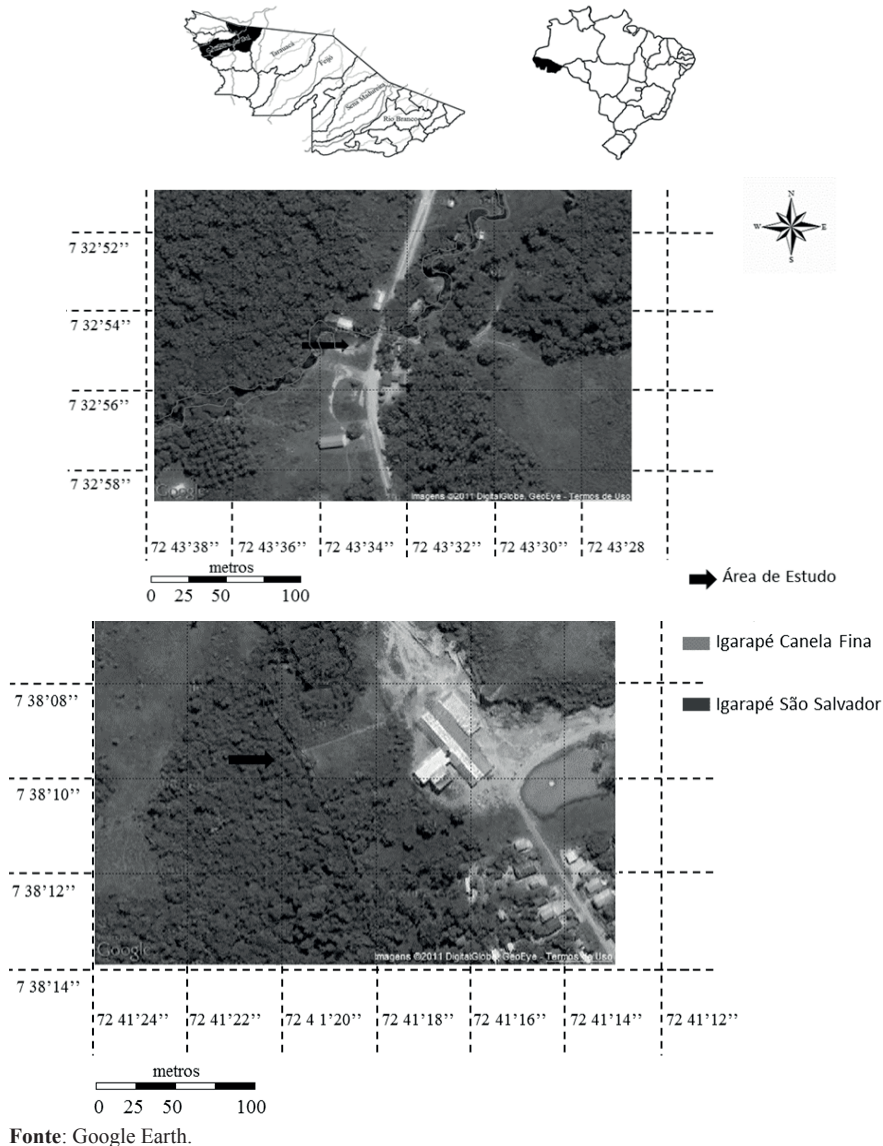 Cruzeiro do Sul
Tarauacá
Feijó
Sena Madureira
Rio Branco
N
W E
S
7 32’52’’
7 32’54’’
7 32’56’’
7 32’58’’
Google
Imagens ©2011 DigitalGlobe, GeoEye - Termos de Uso
72 43’38’’ 72 43’36’’ 72 43’34’’ 72 43’32’’ 72 43’30’’ 72 43’28
metros
0 25 50 100
Área de Estudo
Igarapé Canela Fina
Igarapé São Salvador
7 38’08’’
7 38’10’’
7 38’12’’
7 38’14’’
Google
Imagens ©2011 DigitalGlobe, GeoEye - Termos de Uso
72 41’24’’ 72 41’22’’ 72 4 1’20’’ 72 41’18’’ 72 41’16’’ 72 41’14’’ 72 41’12’’
metros
0 25 50 100
Fonte: Google Earth.